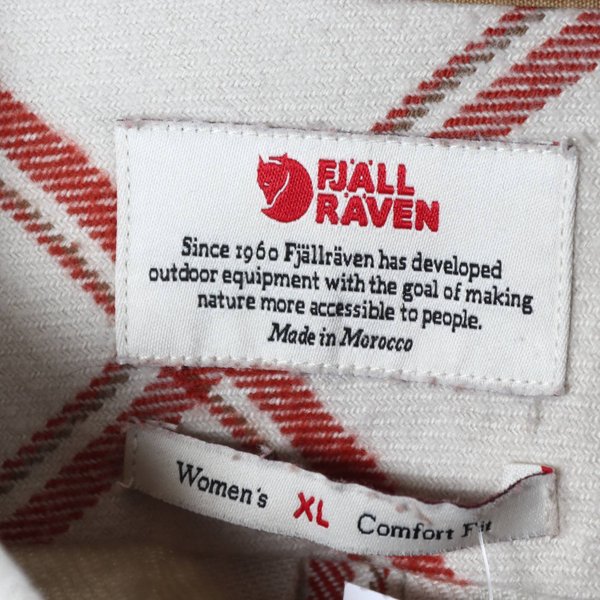 FJÄLL
RÄVEN
Since 1960 Fjällräven has developed
outdoor equipment with the goal of making
nature more accessible to people.
Made in Morocco
Women's XL Comfort Fit